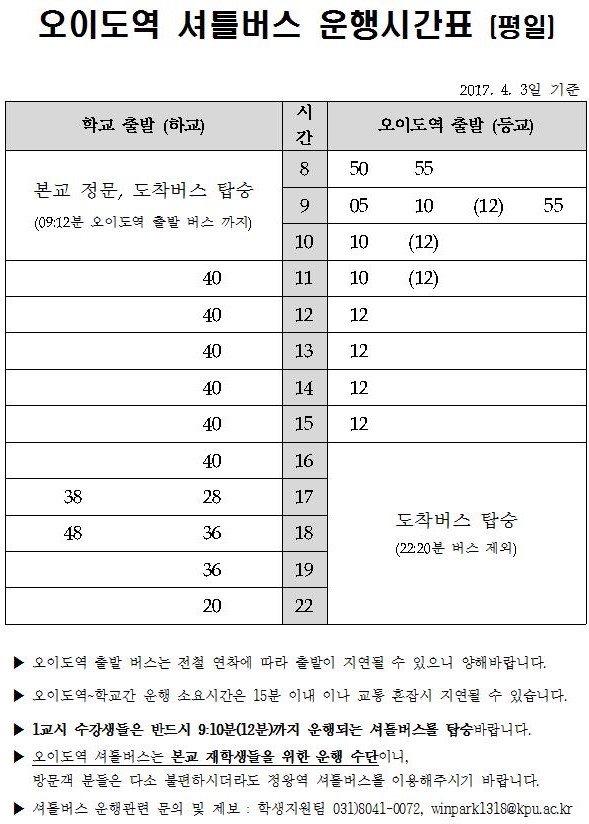 오이도역 셔틀버스 운행시간표 [평일]
2017. 4. 3일 기준
학교 출발 (하교) 시간 오이도역 출발 (등교)
본교 정문, 도착버스 탑승
(09:12분 오이도역 출발 버스 까지)
8 50 55
9 05 10 (12) 55
10 10 (12)
40 11 10 (12)
40 12 12
40 13 12
40 14 12
40 15 12
40 16
38 28 17
48 36 18
36 19
20 22
도착버스 탑승
(22:20분 버스 제외)
▶ 오이도역 출발 버스는 전철 연착에 따라 출발이 지연될 수 있으니 양해바랍니다.
▶ 오이도역~학교간 운행 소요시간은 15분 이내 이나 교통 혼잡시 지연될 수 있습니다.
▶ 1교시 수강생들은 반드시 9:10분(12분)까지 운행되는 셔틀버스를 탑승바랍니다.
▶ 오이도역 셔틀버스는 본교 재학생들을 위한 운행 수단이니,
방문객 분들은 다소 불편하시더라도 정왕역 셔틀버스를 이용해주시기 바랍니다.
▶ 셔틀버스 운행관련 문의 및 제보 : 학생지원팀 031)8041-0072, winpark1318@kpu.ac.kr